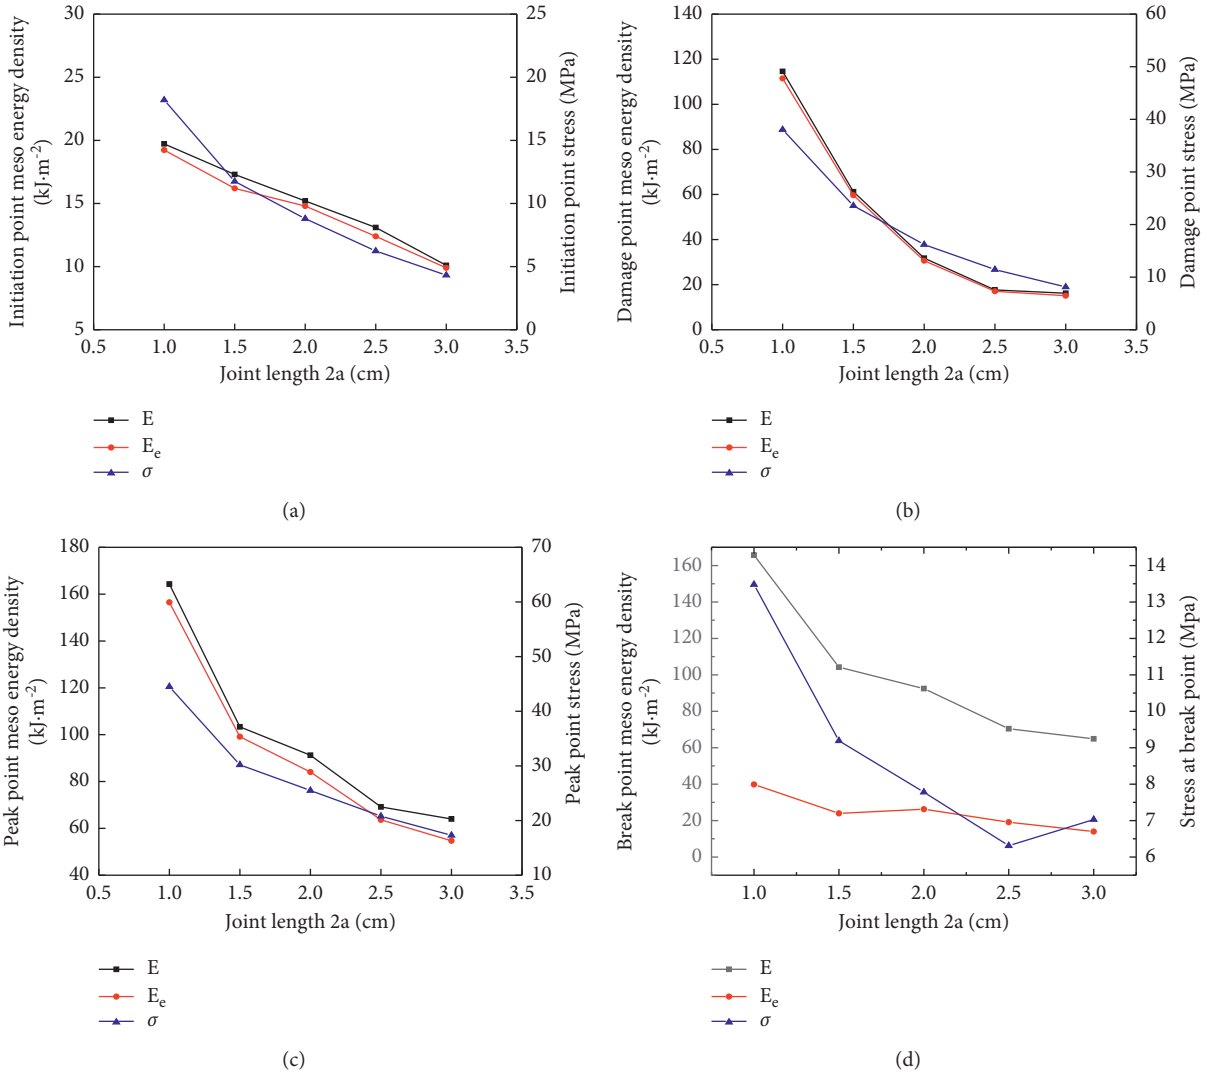 Initiation point meso energy density
(kJ·m-2)
30
25
20
15
10
5
25
20
15
10
5
0
Initiation point stress (MPa)
0.5 1.0 1.5 2.0 2.5 3.0 3.5
Joint length 2a (cm)
E
Ee
σ
(a)
Damage point meso energy density
(kJ·m-2)
140
120
100
80
60
40
20
0
60
50
40
30
20
10
0
Damage point stress (MPa)
0.5 1.0 1.5 2.0 2.5 3.0 3.5
Joint length 2a (cm)
E
Ee
σ
(b)
Peak point meso energy density
(kJ·m-2)
180
160
140
120
100
80
60
40
70
60
50
40
30
20
10
Peak point stress (MPa)
0.5 1.0 1.5 2.0 2.5 3.0 3.5
Joint length 2a (cm)
E
Ee
σ
(c)
Break point meso energy density
(kJ·m-2)
160
140
120
100
80
60
40
20
0
14
13
12
11
10
9
8
7
6
Stress at break point (Mpa)
1.0 1.5 2.0 2.5 3.0
Joint length 2a (cm)
E
Ee
σ
(d)